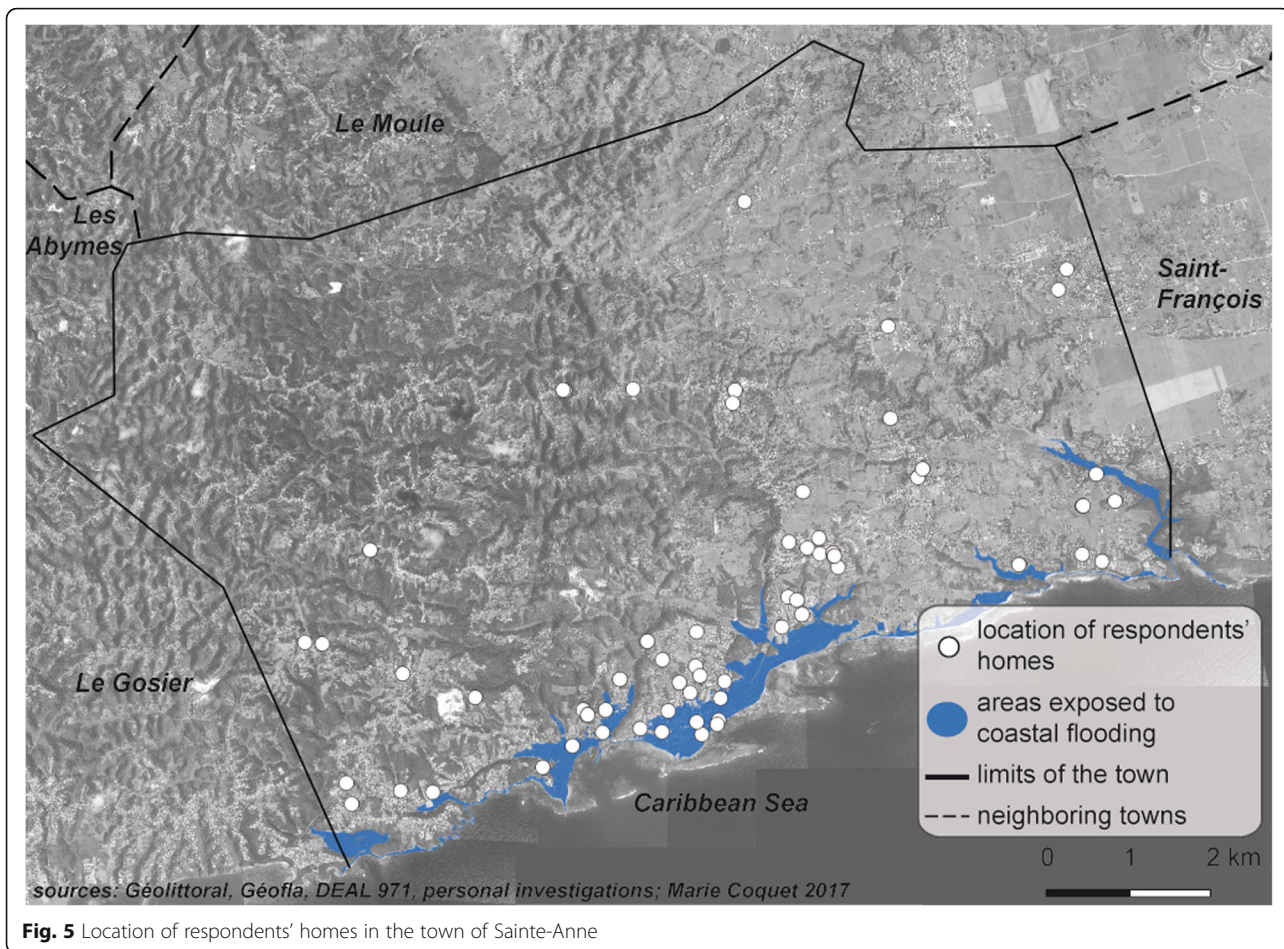 Le Moule
Les
Abymes
Saint-
François
Le Gosier
Caribbean Sea
location of respondents'
homes
areas exposed to
coastal flooding
limits of the town
neighboring towns
0 1 2 km
sources: Géolittoral, Géofla, DEAL 971, personal investigations; Marie Coquet 2017
Fig. 5 Location of respondents' homes in the town of Sainte-Anne